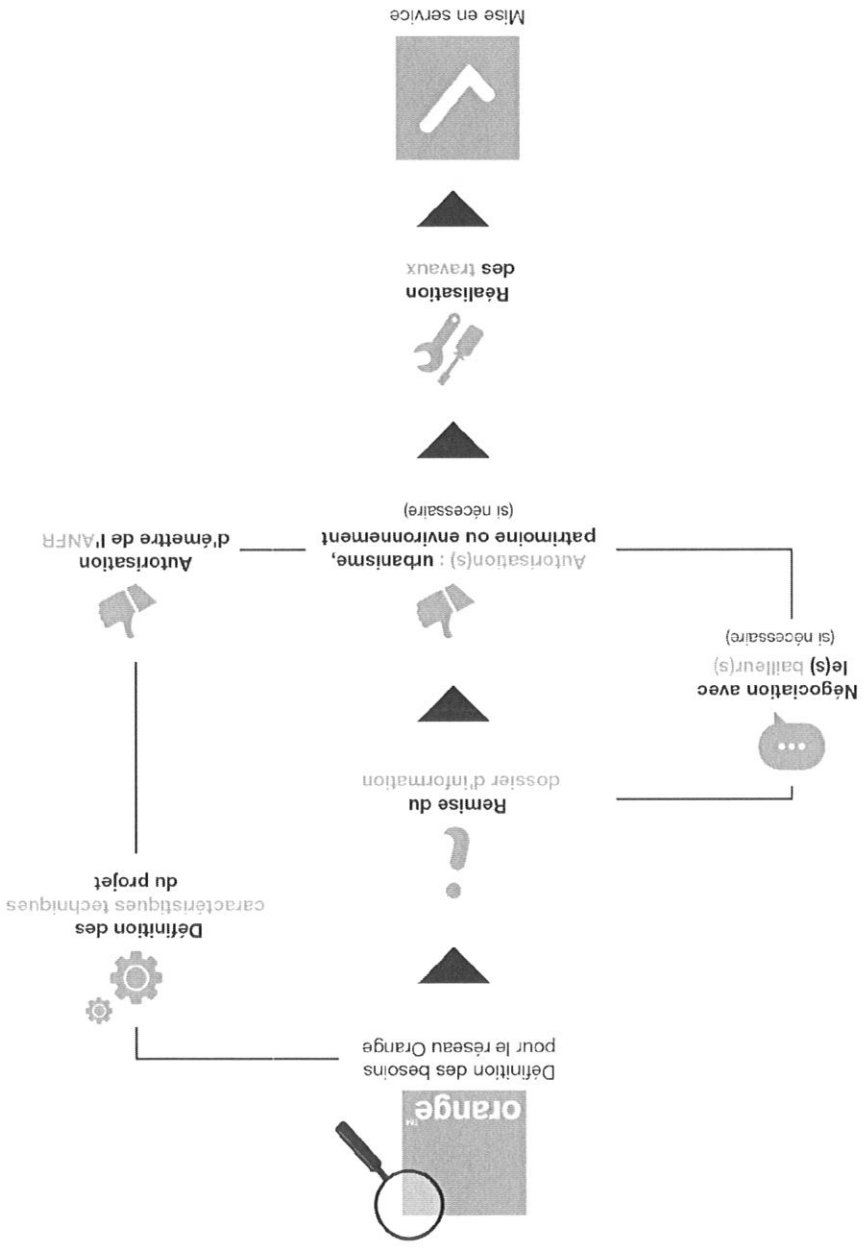 orange™
Définition des besoins
pour le réseau Orange
Définition des
caractéristiques techniques
du projet
Remise du
dossier d'information
Négociation avec
le(s) bailleur(s)
(si nécessaire)
Autorisation(s) : urbanisme,
patrimoine ou environnement
(si nécessaire)
Autorisation
d'émettre de l'ANFR
Réalisation
des travaux
Mise en service